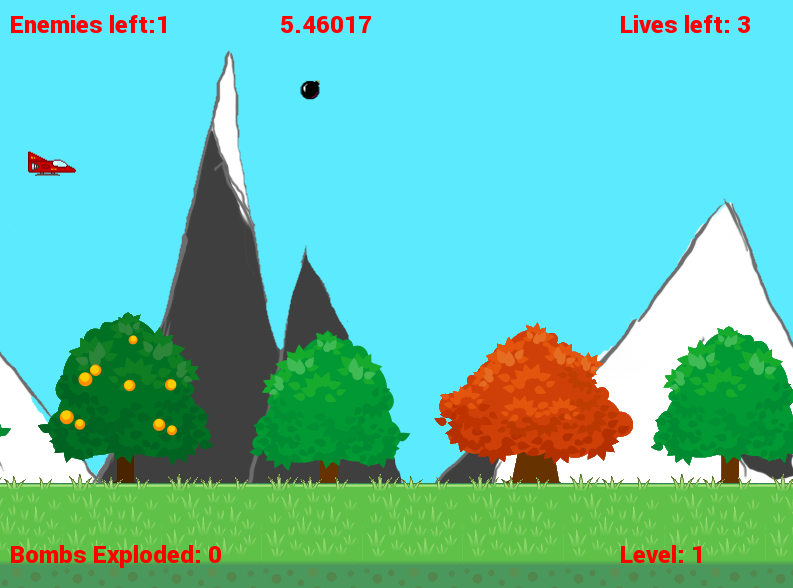 Enemies left:1
5.46017
Lives left: 3
Bombs Exploded: 0
Level: 1